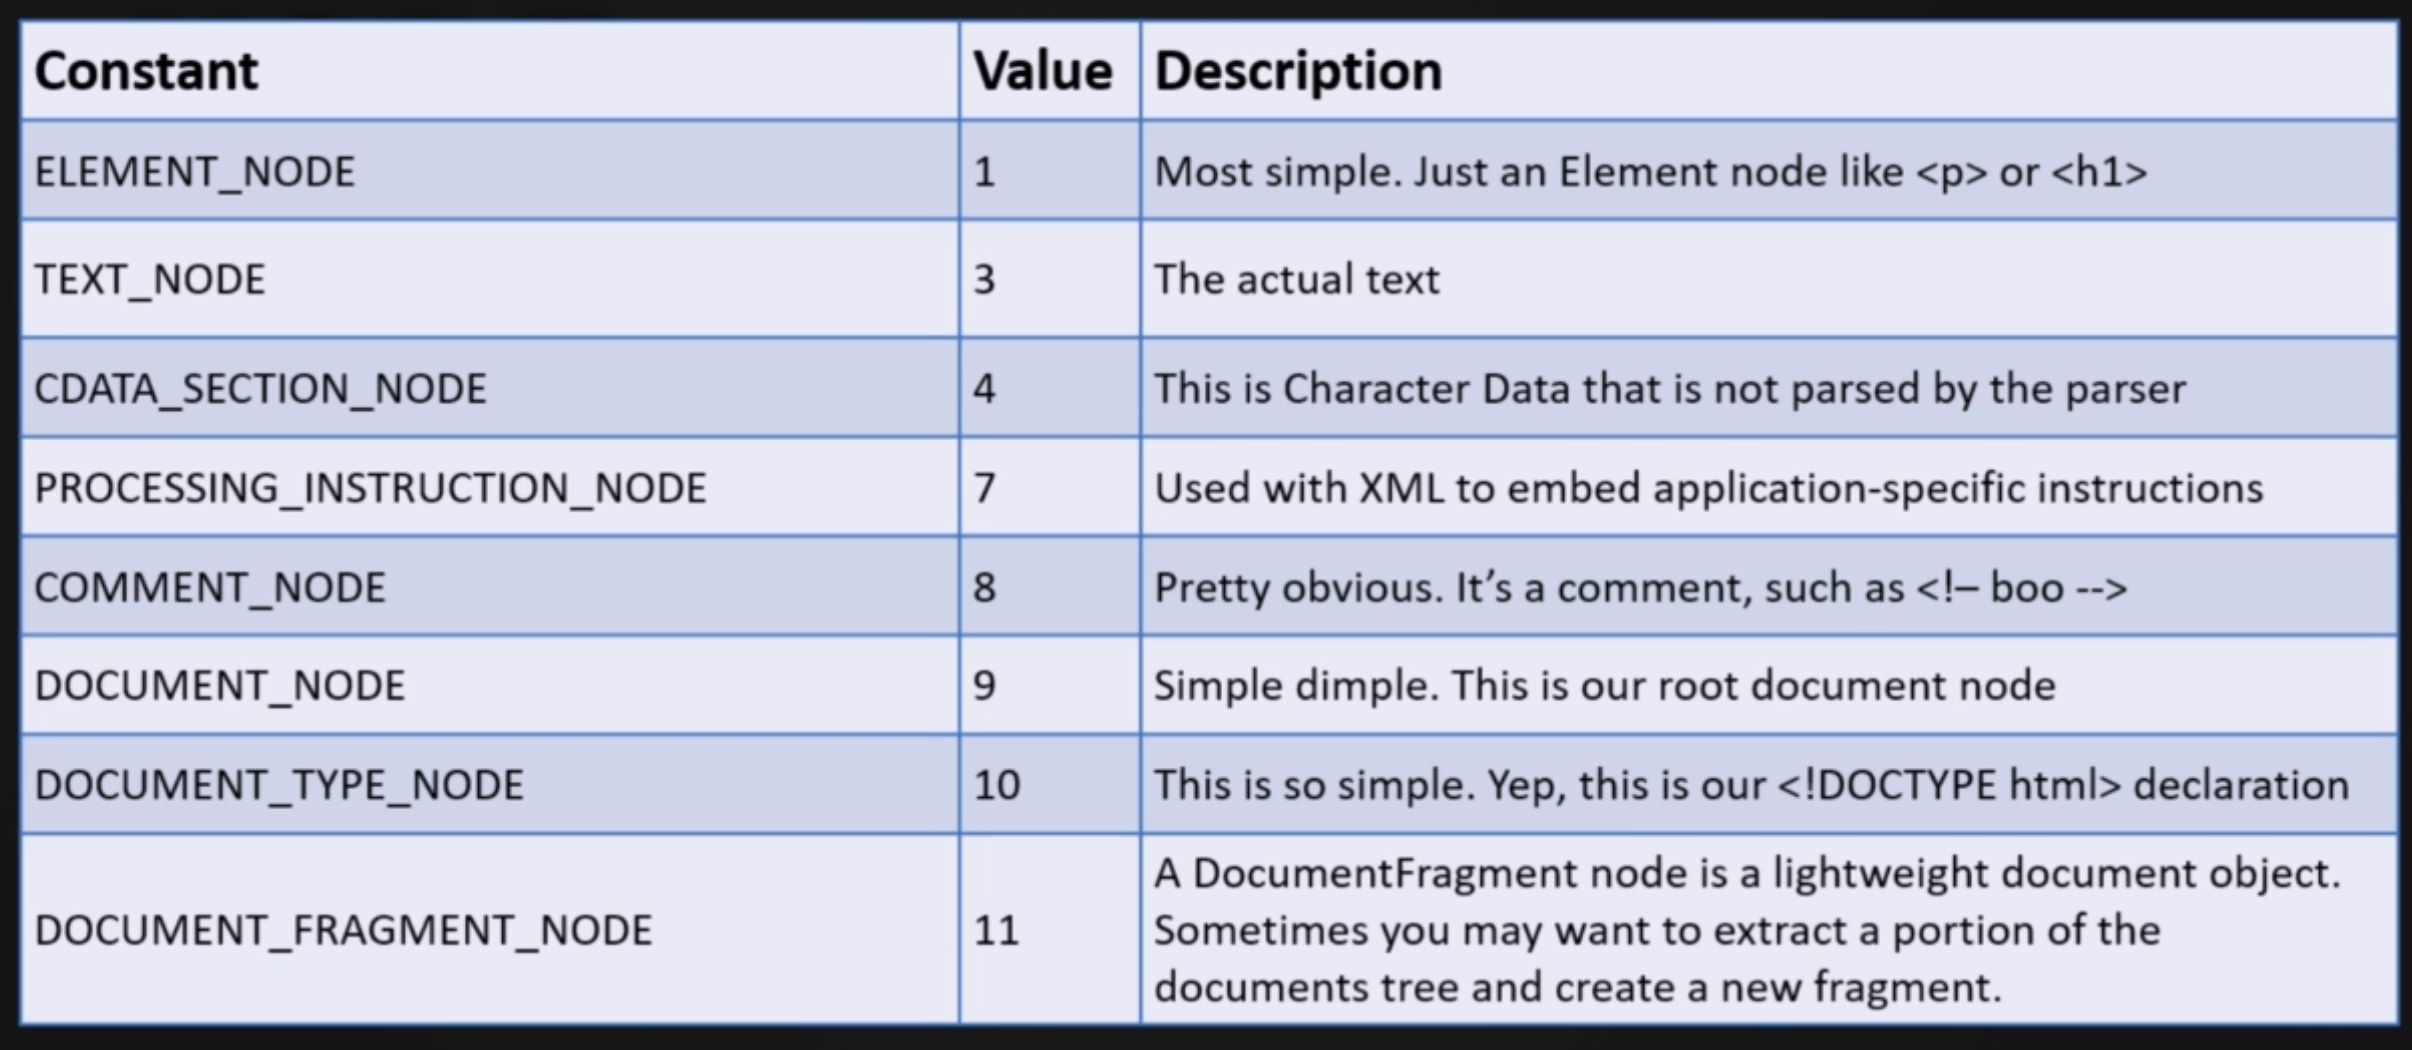 Constant Value Description
ELEMENT_NODE 1 Most simple. Just an Element node like <p> or <h1>
TEXT_NODE 3 The actual text
CDATA_SECTION_NODE 4 This is Character Data that is not parsed by the parser
PROCESSING_INSTRUCTION_NODE 7 Used with XML to embed application-specific instructions
COMMENT_NODE 8 Pretty obvious. It’s a comment, such as <!– boo -->
DOCUMENT_NODE 9 Simple dimple. This is our root document node
DOCUMENT_TYPE_NODE 10 This is so simple. Yep, this is our <!DOCTYPE html> declaration
DOCUMENT_FRAGMENT_NODE 11 A DocumentFragment node is a lightweight document object.
Sometimes you may want to extract a portion of the
documents tree and create a new fragment.